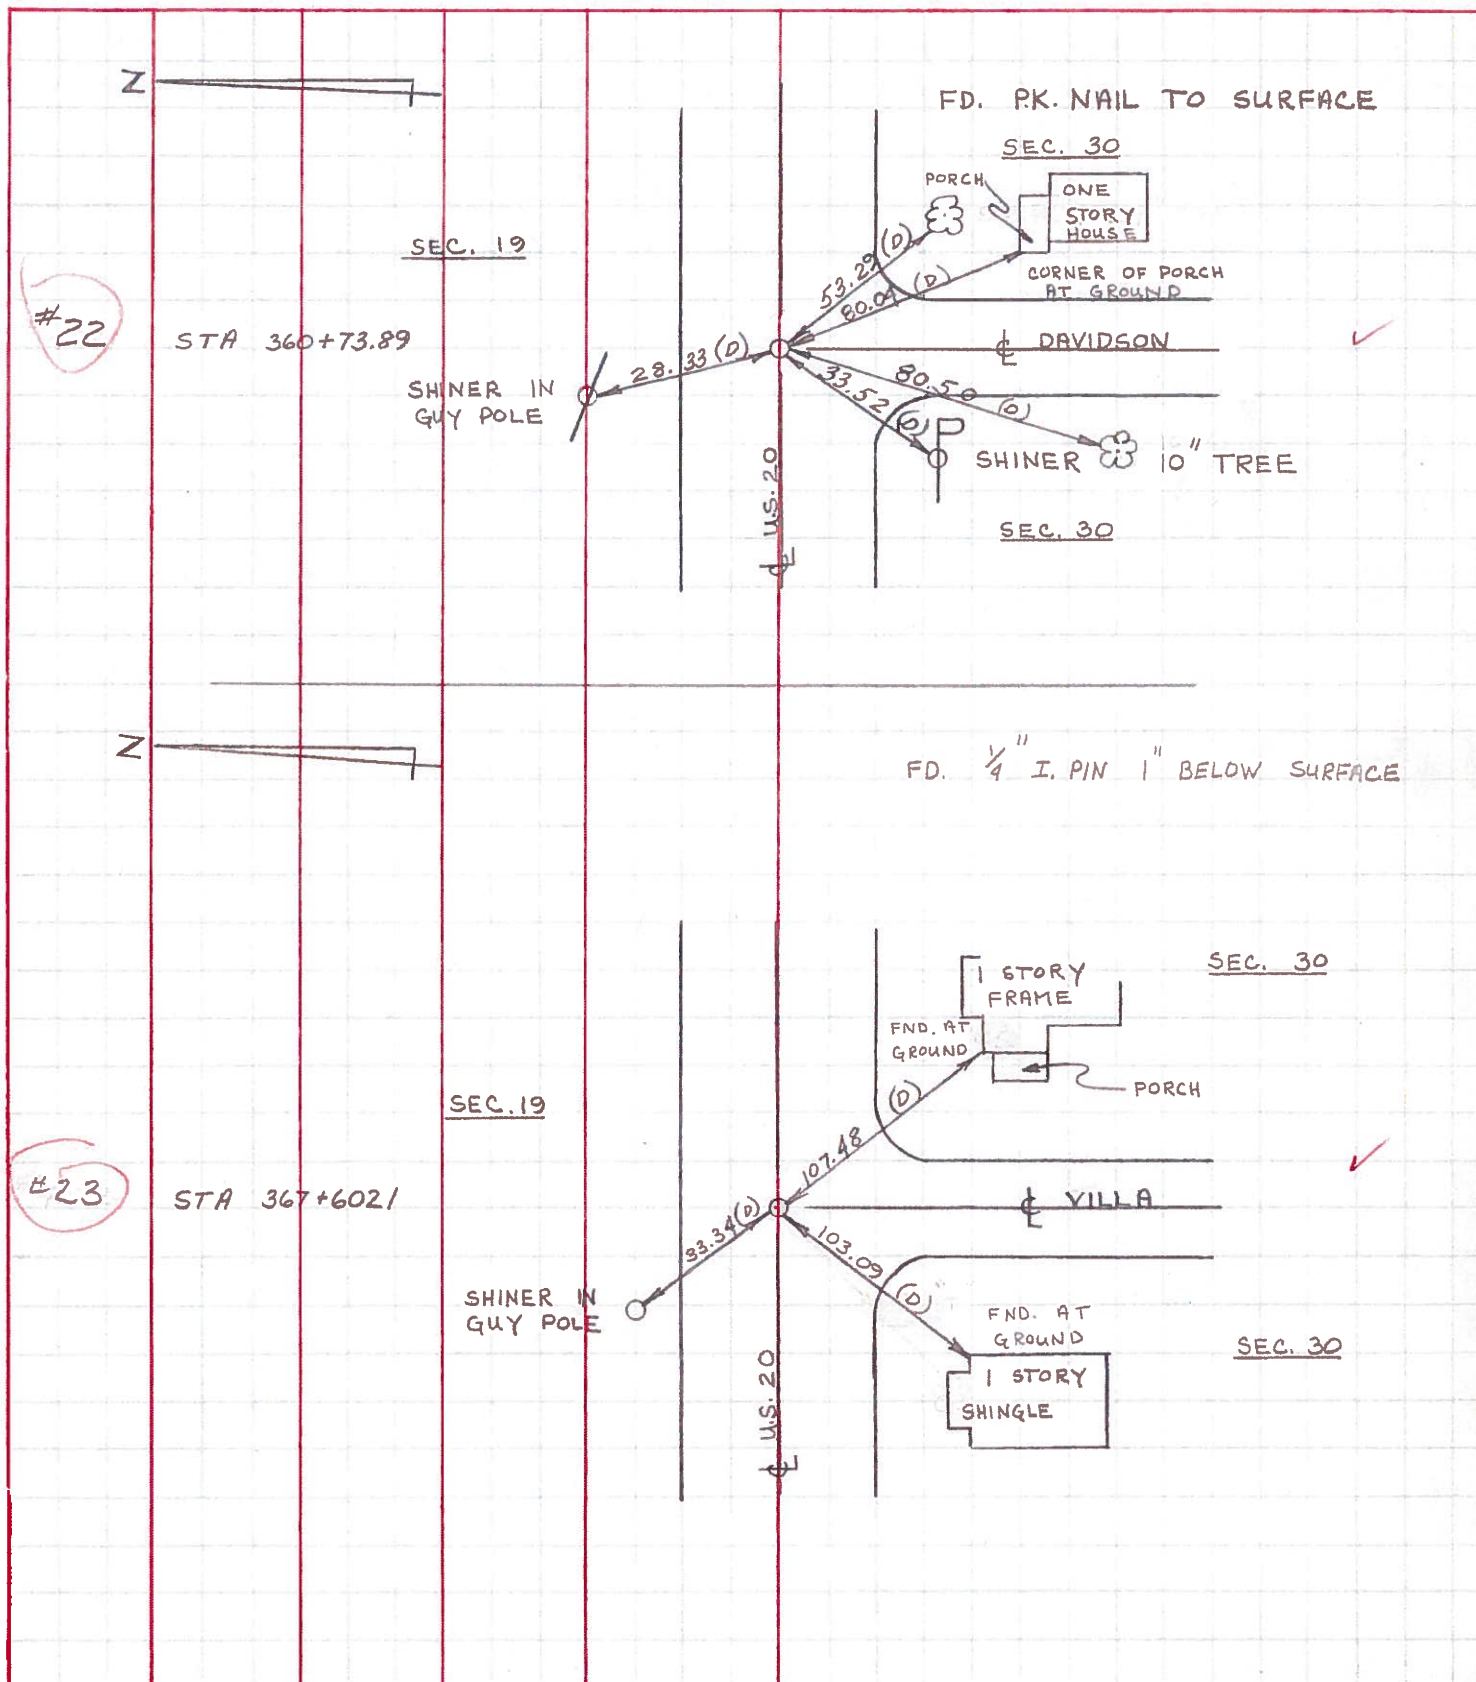 Z
FD. P.K. NAIL TO SURFACE
SEC. 30
PORCH
ONE
STORY
HOUSE
SEC. 19
53.29 (D)
80.04 (D)
CORNER OF PORCH
AT GROUND
#22
STA 360+73.89
28.33 (D)
℄ DAVIDSON
SHINER IN
GUY POLE
80.50 (D)
33.52 (D)
SHINER
10" TREE
℄ U.S. 20
SEC. 30
Z
FD. 1/4" I. PIN 1" BELOW SURFACE
1 STORY
FRAME
SEC. 30
FND. AT
GROUND
PORCH
SEC. 19
107.48 (D)
#23
STA 367+6021
℄ VILLA
33.34 (D)
103.09 (D)
SHINER IN
GUY POLE
FND. AT
GROUND
SEC. 30
℄ U.S. 20
1 STORY
SHINGLE